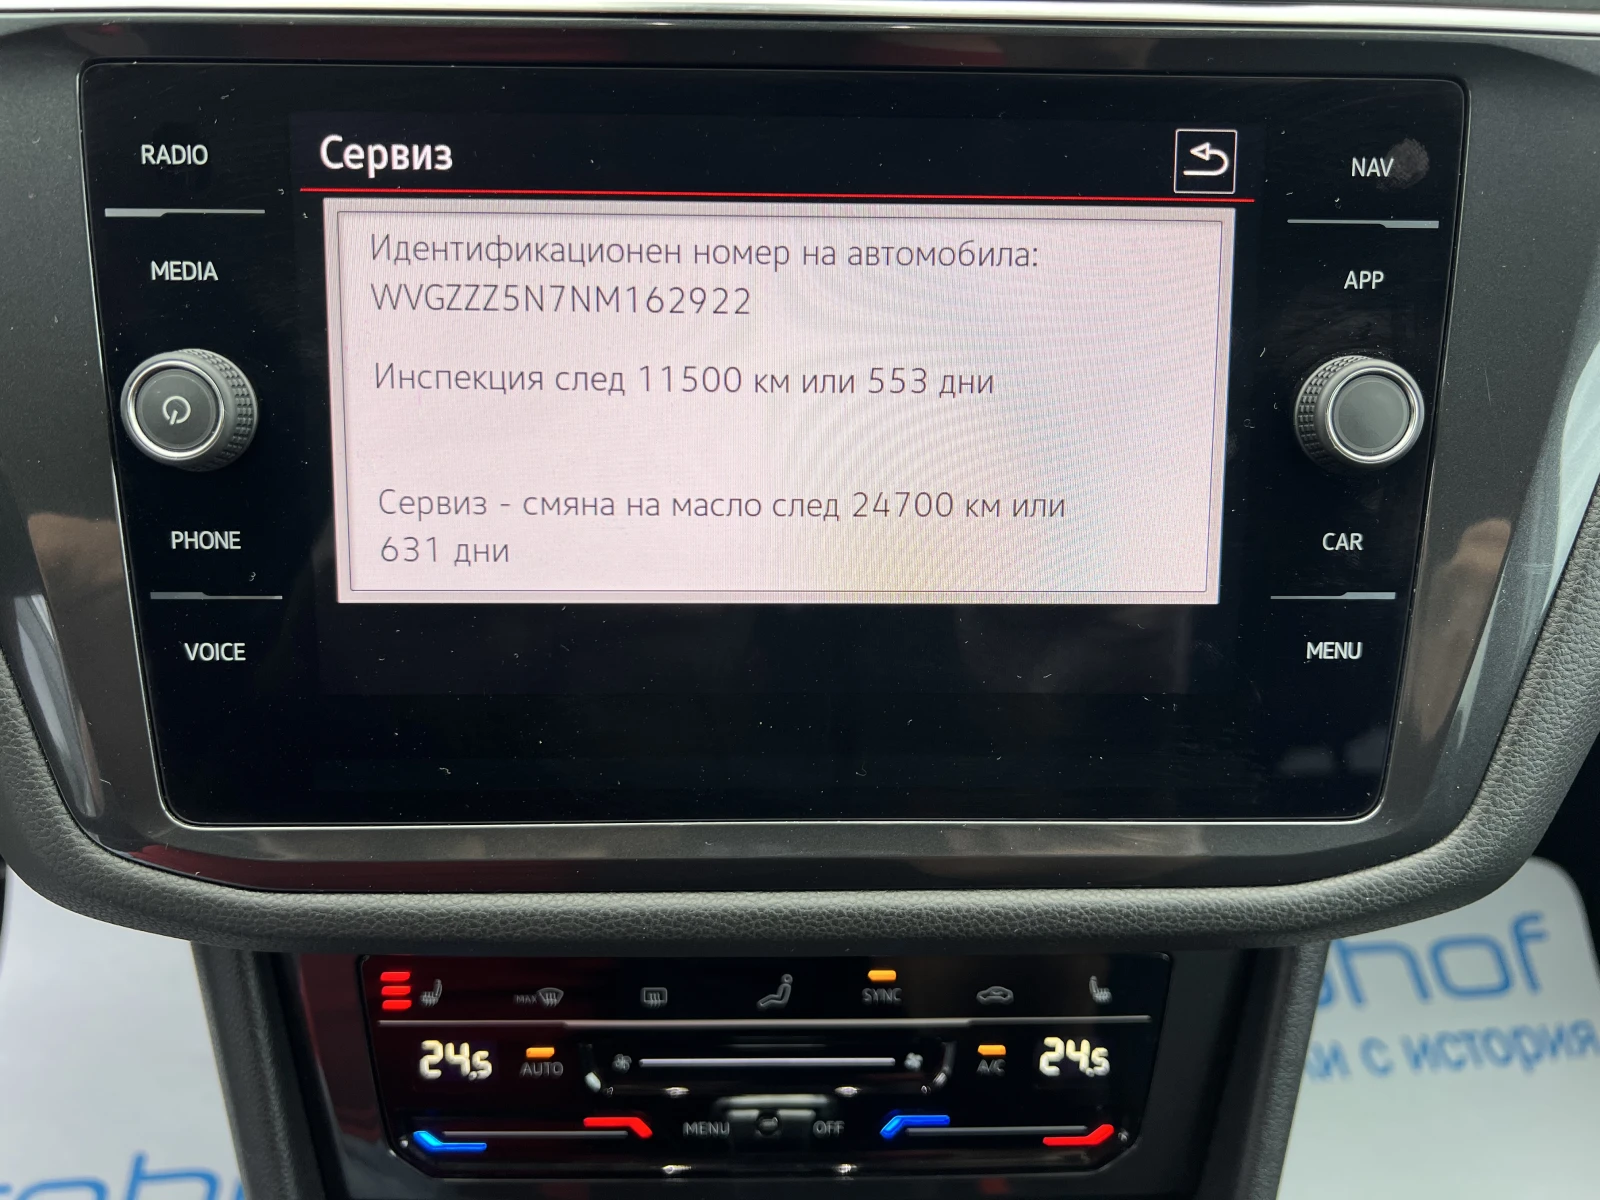 RADIO
Сервиз
NAV
MEDIA
Идентификационен номер на автомобила:
WVGZZZ5N7NM162922
APP
Инспекция след 11500 км или 553 дни
Сервиз - смяна на масло след 24700 км или
631 дни
PHONE
CAR
VOICE
MENU
hof
MAX
SYNC
24,5
AUTO
A/C
24,5
с история
MENU
OFF